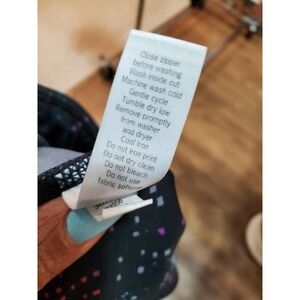 Close zipper
before washing
Wash inside out
Machine wash cold
Gentle cycle
Tumble dry low
Remove promptly
from washer
and dryer
Cool iron
Do not iron print
Do not dry clean
Do not bleach
Do not use
fabric softener